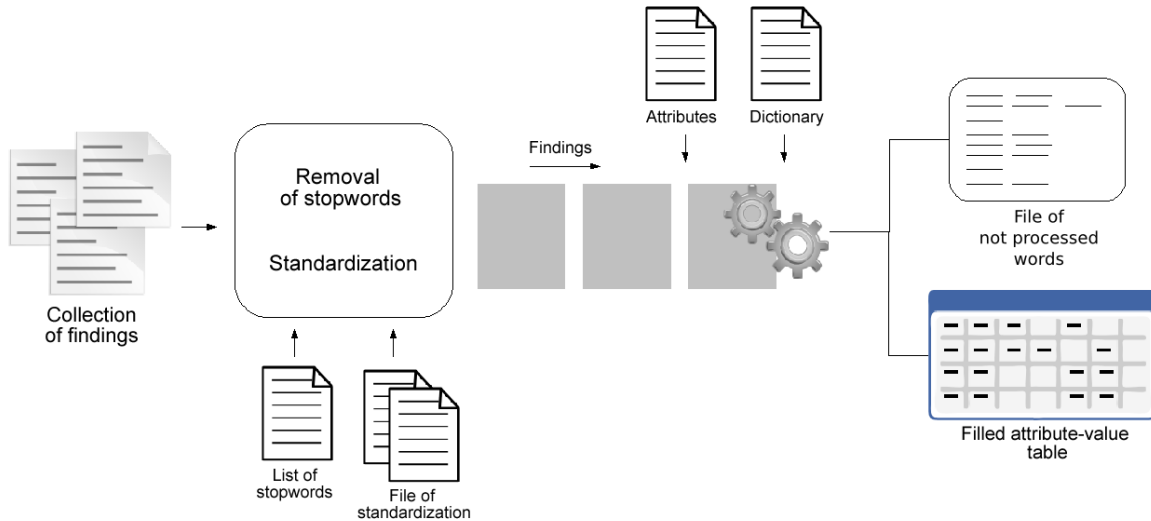 Attributes
Dictionary
Findings
Removal
of stopwords
Standardization
Collection
of findings
List of
stopwords
File of
standardization
File of
not processed
words
Filled attribute-value
table